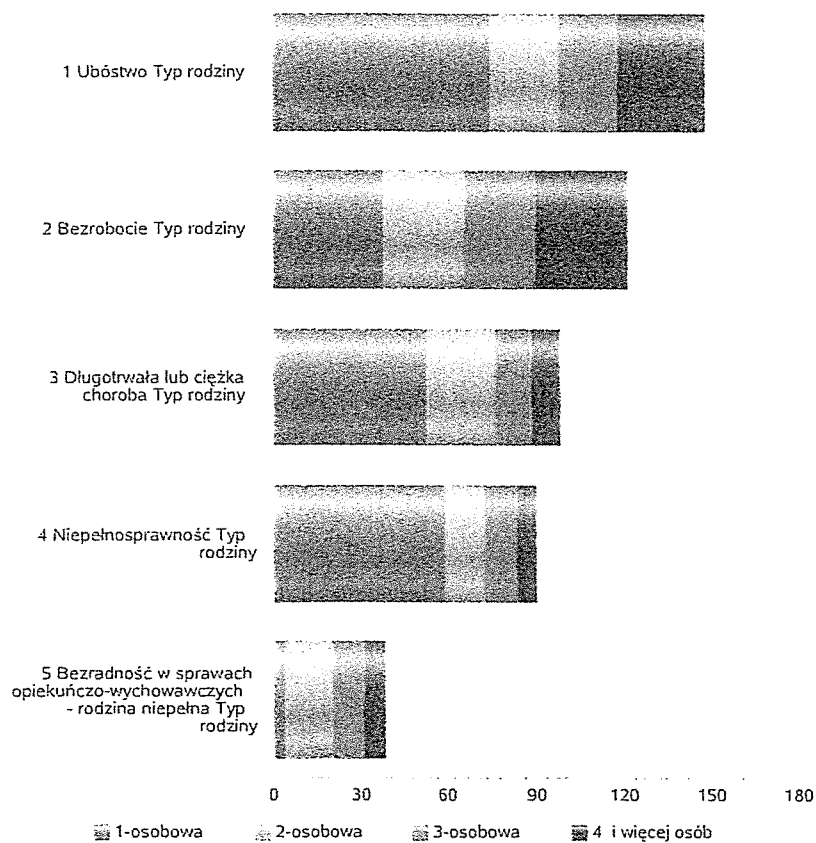 1 Ubóstwo Typ rodziny
2 Bezrobocie Typ rodziny
3 Długotrwała lub ciężka
choroba Typ rodziny
4 Niepełnosprawność Typ
rodziny
5 Bezradność w sprawach
opiekuńczo-wychowawczych
- rodzina niepełna Typ
rodziny
0 30 60 90 120 150 180
1-osobowa 2-osobowa 3-osobowa 4 i więcej osób